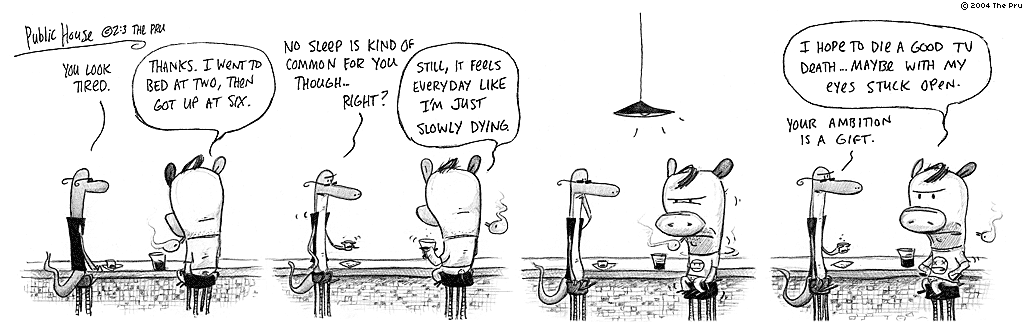 © 2004 The Pru
Public House ©2:3 THE PRU
YOU LOOK
TIRED.
THANKS. I WENT TO
BED AT TWO, THEN
GOT UP AT SIX.
NO SLEEP IS KIND OF
COMMON FOR YOU
THOUGH...
RIGHT?
STILL, IT FEELS
EVERYDAY LIKE
I'M JUST
SLOWLY DYING.
I HOPE TO DIE A GOOD TV
DEATH... MAYBE WITH MY
EYES STUCK OPEN.
YOUR AMBITION
IS A GIFT.